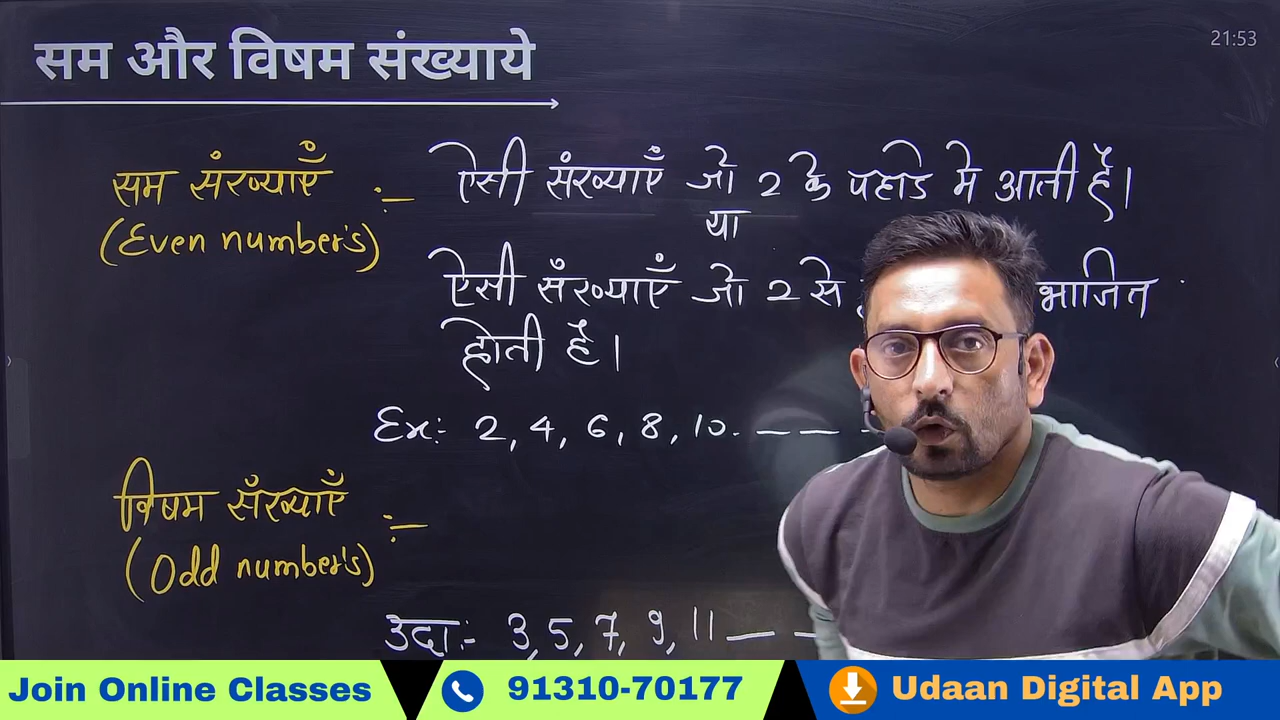 सम और विषम संख्याये
21:53
सम संख्याएँ :- ऐसी संख्याएँ जो 2 के पहाडे मे आती हैं।
(Even number's)
या
ऐसी संख्याएँ जो 2 से भाजित
होती हैं।
Ex:- 2, 4, 6, 8, 10. — —
विषम संख्याएँ :-
(Odd number's)
उदाः- 3, 5, 7, 9, 11 — —
Join Online Classes
91310-70177
Udaan Digital App